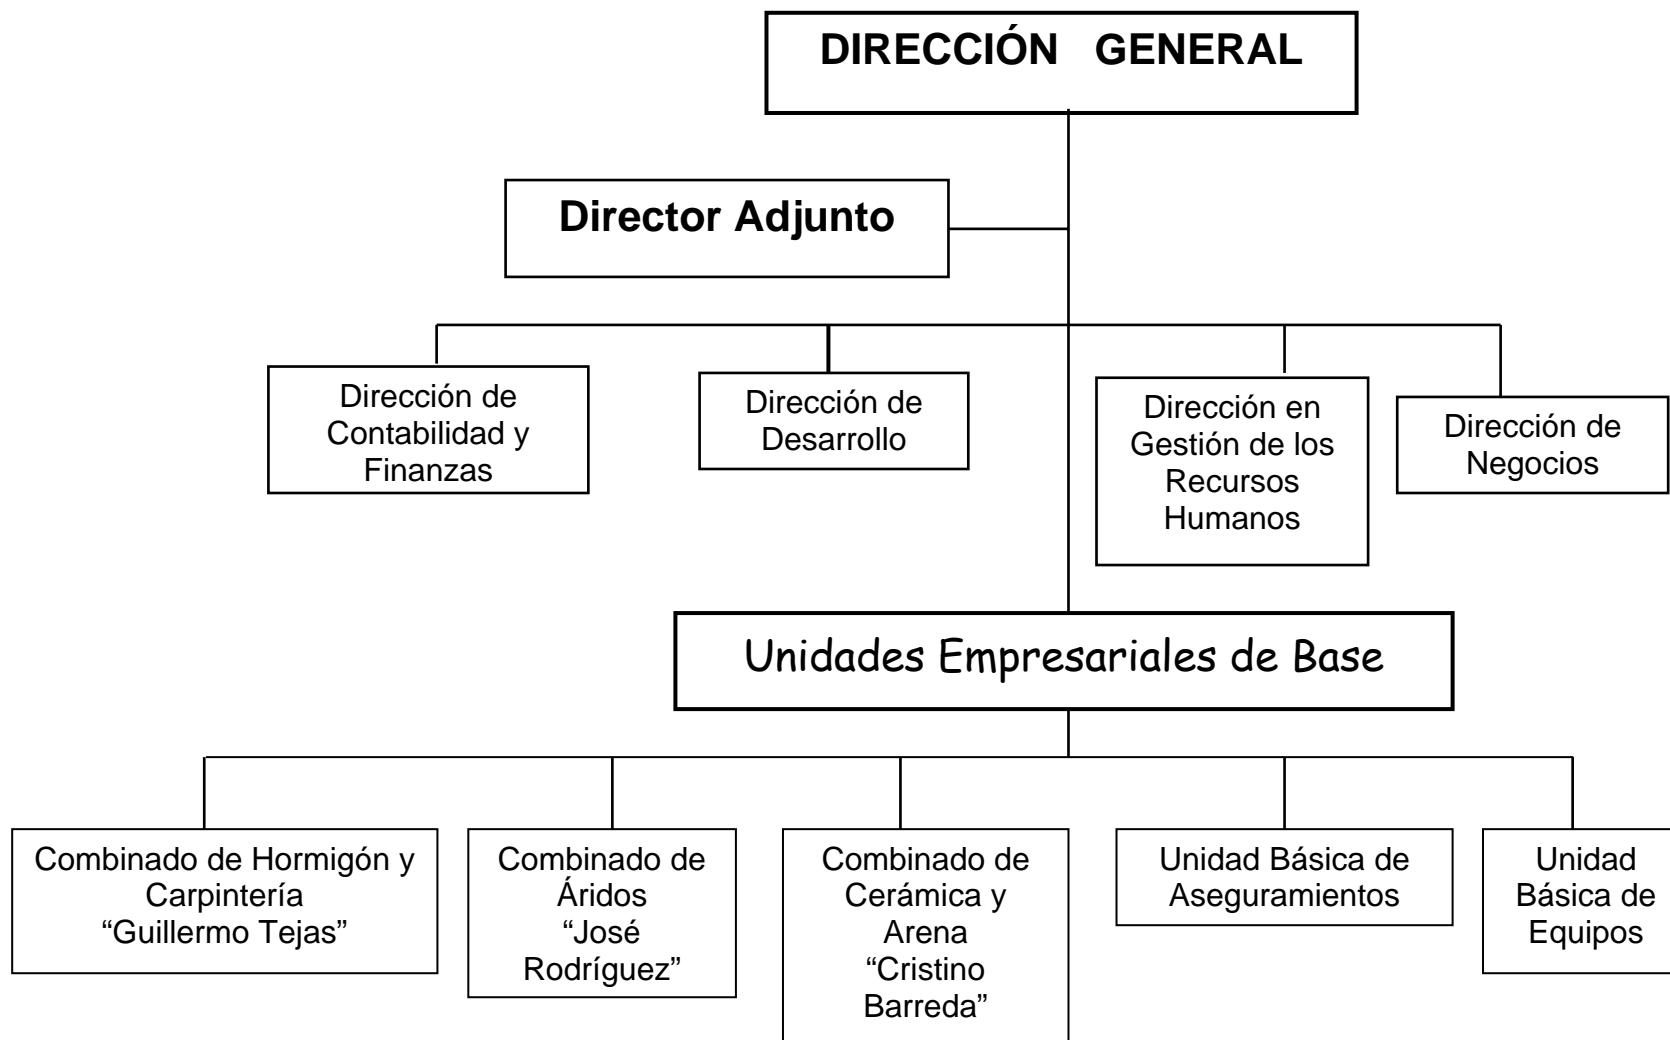 DIRECCIÓN GENERAL
Director Adjunto
Dirección de
Contabilidad y
Finanzas
Dirección de
Desarrollo
Dirección en
Gestión de los
Recursos
Humanos
Dirección de
Negocios
Unidades Empresariales de Base
Combinado de Hormigón y
Carpintería
“Guillermo Tejas”
Combinado de
Áridos
“José
Rodríguez”
Combinado de
Cerámica y
Arena
“Cristino
Barreda”
Unidad Básica de
Aseguramientos
Unidad
Básica de
Equipos